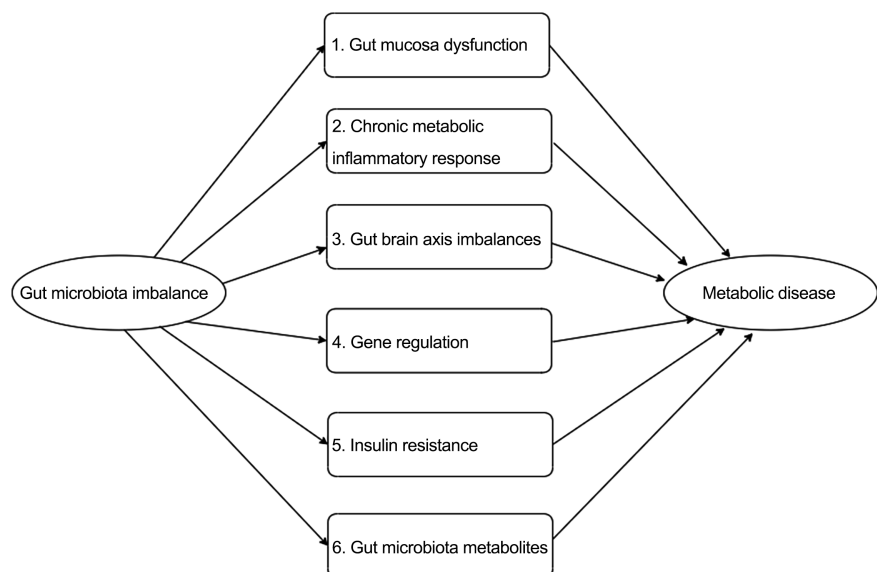 1. Gut mucosa dysfunction
2. Chronic metabolic
inflammatory response
3. Gut brain axis imbalances
Gut microbiota imbalance
Metabolic disease
4. Gene regulation
5. Insulin resistance
6. Gut microbiota metabolites